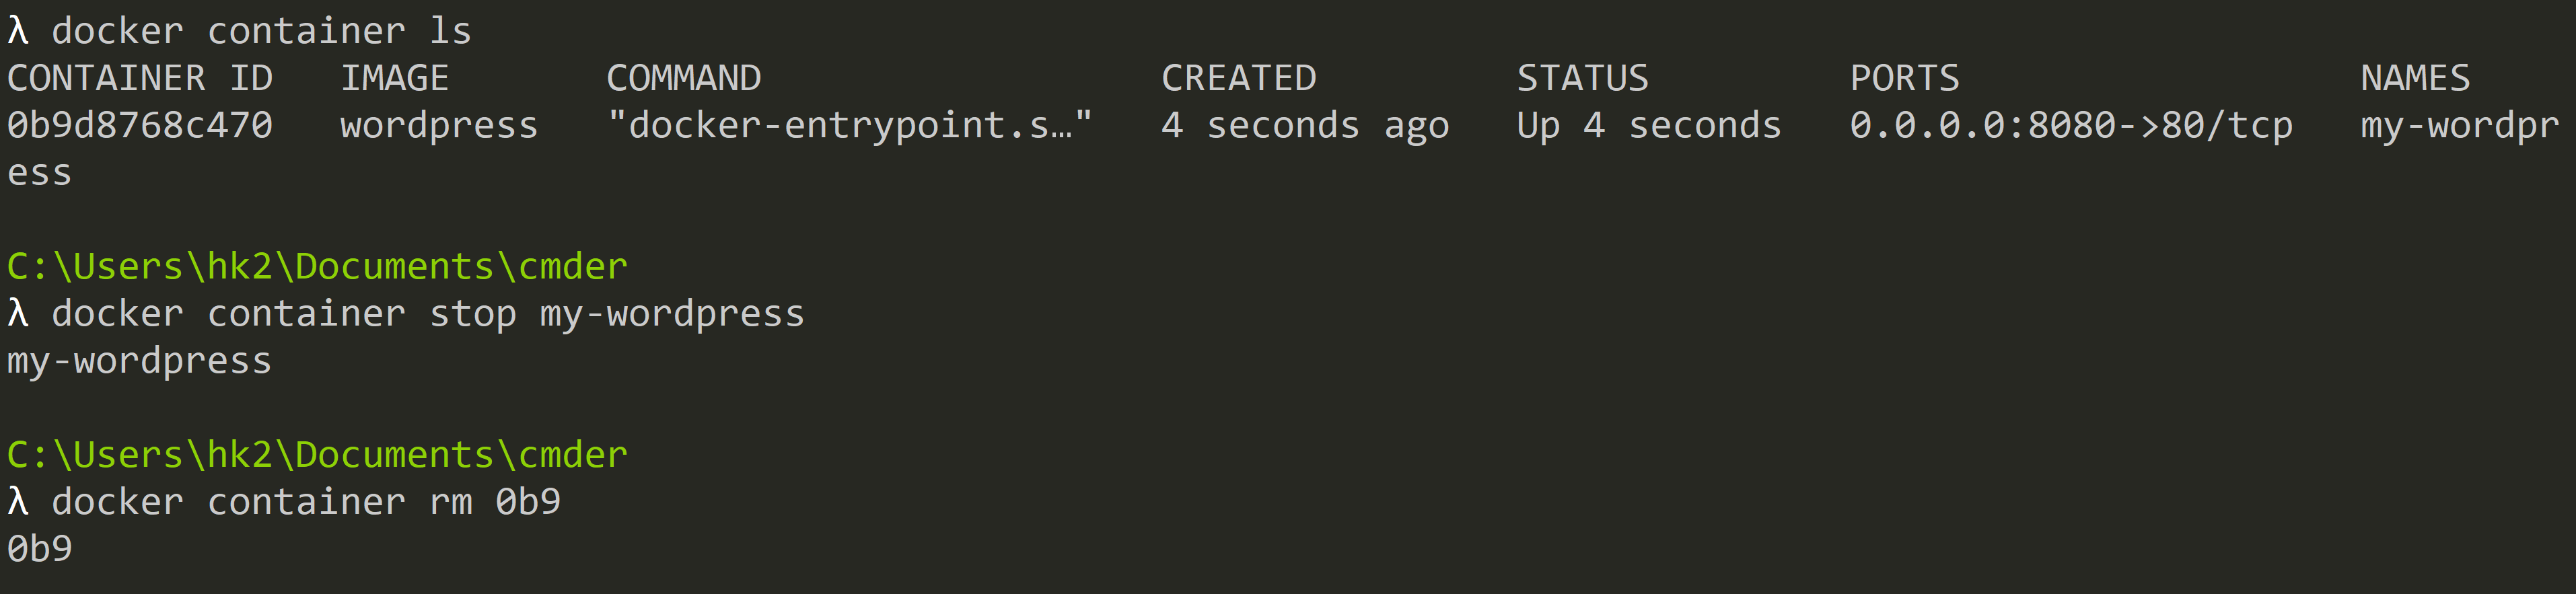 λ docker container ls
CONTAINER ID   IMAGE       COMMAND                  CREATED         STATUS         PORTS                  NAMES
0b9d8768c470   wordpress   "docker-entrypoint.s…"   4 seconds ago   Up 4 seconds   0.0.0.0:8080->80/tcp   my-wordpr
ess
C:\Users\hk2\Documents\cmder
λ docker container stop my-wordpress
my-wordpress
C:\Users\hk2\Documents\cmder
λ docker container rm 0b9
0b9